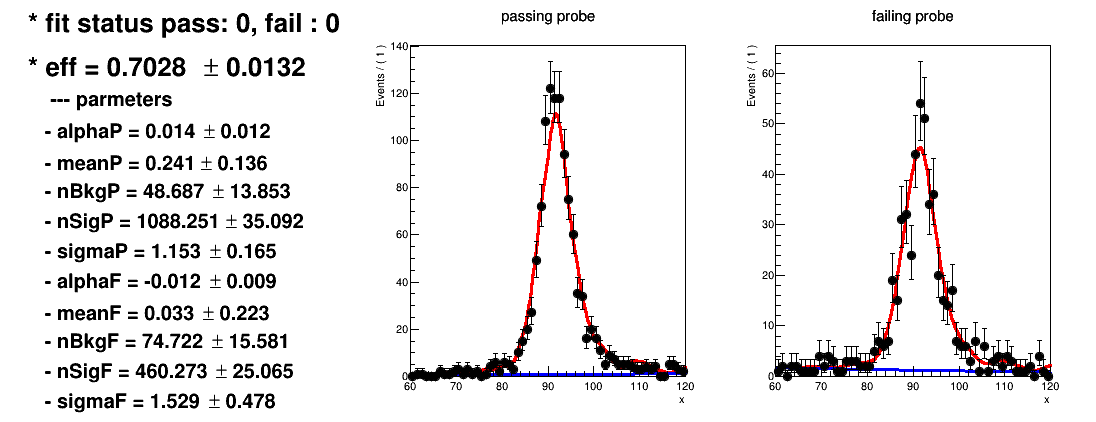 * fit status pass: 0, fail : 0
* eff = 0.7028 ± 0.0132
--- parmeters
- alphaP = 0.014 ± 0.012
- meanP = 0.241 ± 0.136
- nBkgP = 48.687 ± 13.853
- nSigP = 1088.251 ± 35.092
- sigmaP = 1.153 ± 0.165
- alphaF = -0.012 ± 0.009
- meanF = 0.033 ± 0.223
- nBkgF = 74.722 ± 15.581
- nSigF = 460.273 ± 25.065
- sigmaF = 1.529 ± 0.478
passing probe
Events / ( 1 )
140
120
100
80
60
40
20
0
60 70 80 90 100 110 120
x
failing probe
Events / ( 1 )
60
50
40
30
20
10
0
60 70 80 90 100 110 120
x